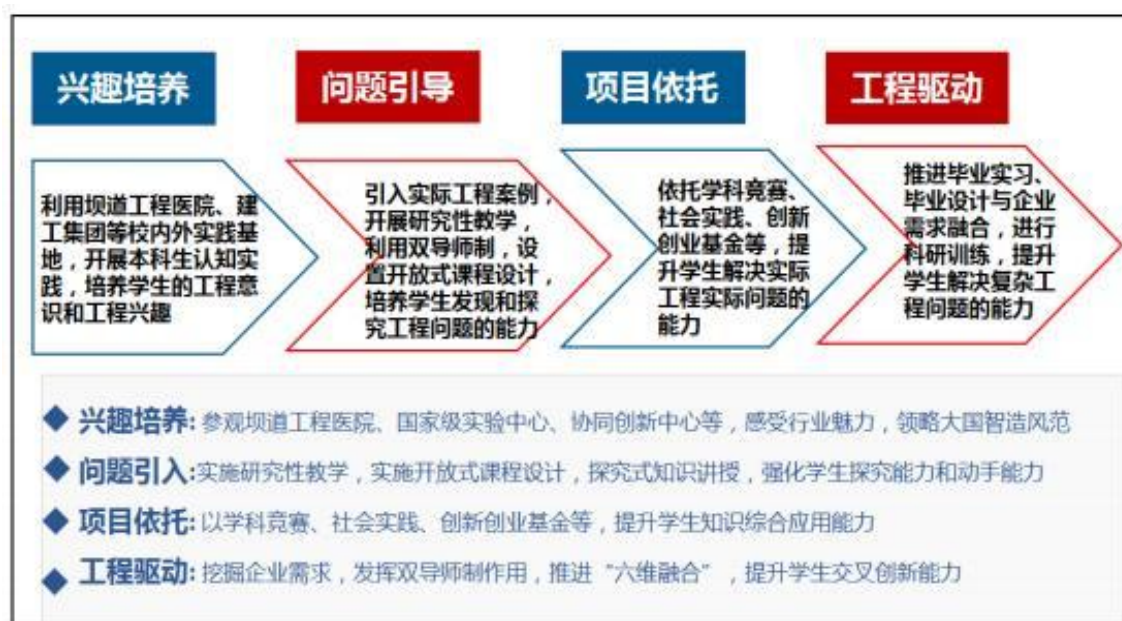 兴趣培养
问题引导
项目依托
工程驱动
利用坝道工程医院、建
工集团等校内外实践基
地，开展本科生认知实
践，培养学生的工程意
识和工程兴趣
引入实际工程案例，
开展研究性教学，
利用双导师制，设
置开放式课程设计，
培养学生发现和探
究工程问题的能力
依托学科竞赛、
社会实践、创新
创业基金等，提
升学生解决实际
工程实际问题的
能力
推进毕业实习、
毕业设计与企业
需求融合，进行
科研训练，提升
学生解决复杂工
程问题的能力
◆ 兴趣培养：参观坝道工程医院、国家级实验中心、协同创新中心等，感受行业魅力，领略大国智造风范
◆ 问题引入：实施研究性教学，实施开放式课程设计，探究式知识讲授，强化学生探究能力和动手能力
◆ 项目依托：以学科竞赛、社会实践、创新创业基金等，提升学生知识综合应用能力
◆ 工程驱动：挖掘企业需求，发挥双导师制作用，推进“六维融合”，提升学生交叉创新能力